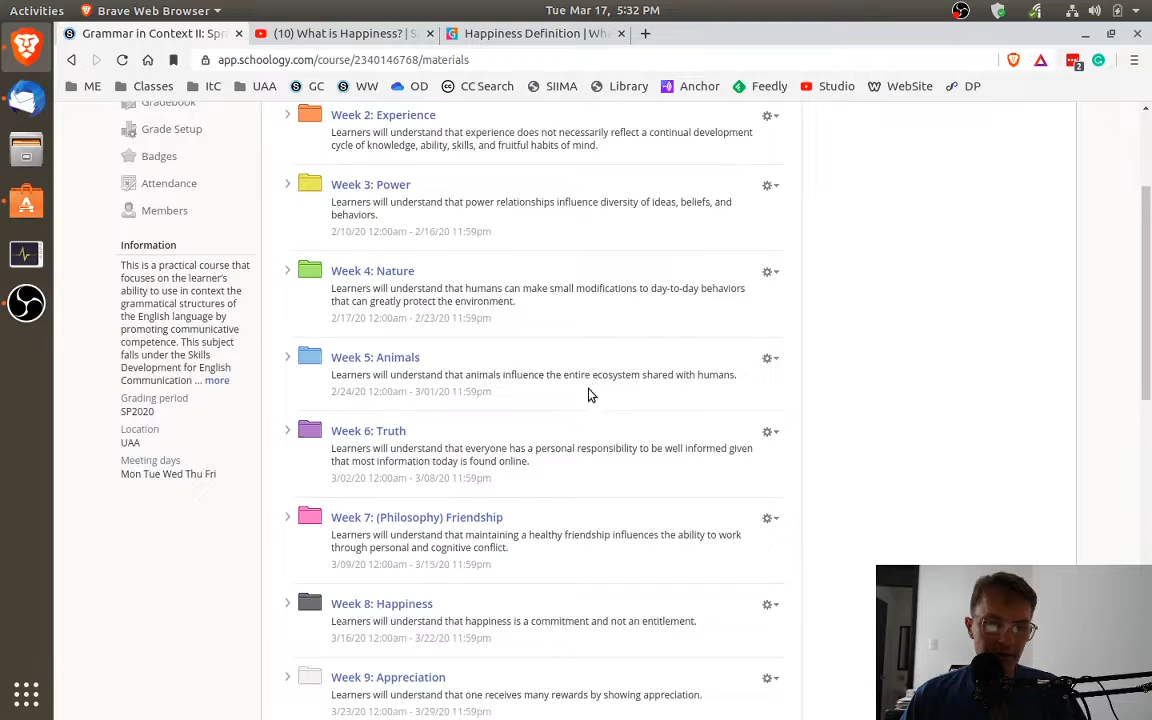 Activities Brave Web Browser Tue Mar 17, 5:32 PM
Grammar in Context II: Spri × (10) What is Happiness? | S × Happiness Definition | Wha × +
app.schoology.com/course/2340146768/materials 2
ME Classes ItC UAA GC WW OD CC Search SIIMA Library Anchor Feedly Studio WebSite DP
Gradebook
Grade Setup
Badges
Attendance
Members
Information
This is a practical course that
focuses on the learner's
ability to use in context the
grammatical structures of
the English language by
promoting communicative
competence. This subject
falls under the Skills
Development for English
Communication ... more
Grading period
SP2020
Location
UAA
Meeting days
Mon Tue Wed Thu Fri
Week 2: Experience
Learners will understand that experience does not necessarily reflect a continual development
cycle of knowledge, ability, skills, and fruitful habits of mind.
Week 3: Power
Learners will understand that power relationships influence diversity of ideas, beliefs, and
behaviors.
2/10/20 12:00am - 2/16/20 11:59pm
Week 4: Nature
Learners will understand that humans can make small modifications to day-to-day behaviors
that can greatly protect the environment.
2/17/20 12:00am - 2/23/20 11:59pm
Week 5: Animals
Learners will understand that animals influence the entire ecosystem shared with humans.
2/24/20 12:00am - 3/01/20 11:59pm
Week 6: Truth
Learners will understand that everyone has a personal responsibility to be well informed given
that most information today is found online.
3/02/20 12:00am - 3/08/20 11:59pm
Week 7: (Philosophy) Friendship
Learners will understand that maintaining a healthy friendship influences the ability to work
through personal and cognitive conflict.
3/09/20 12:00am - 3/15/20 11:59pm
Week 8: Happiness
Learners will understand that happiness is a commitment and not an entitlement.
3/16/20 12:00am - 3/22/20 11:59pm
Week 9: Appreciation
Learners will understand that one receives many rewards by showing appreciation.
3/23/20 12:00am - 3/29/20 11:59pm